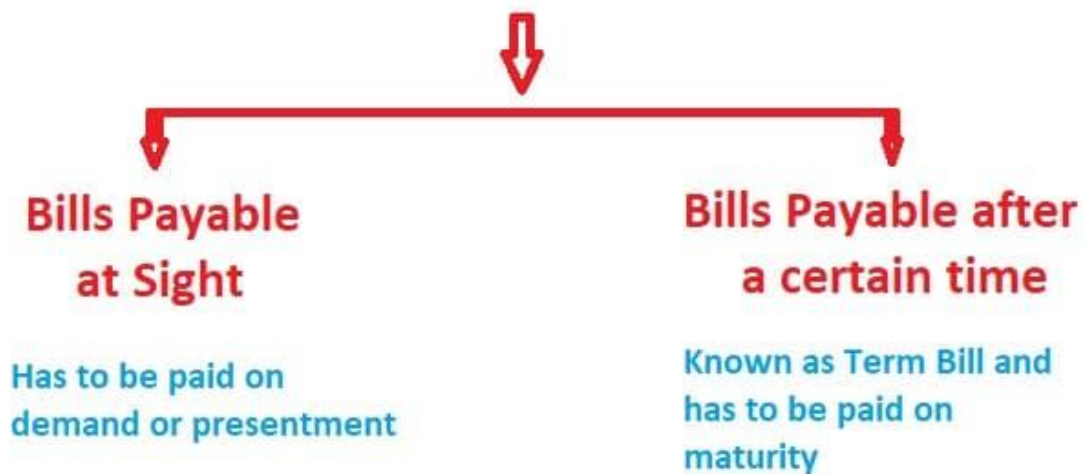 Bills Payable
at Sight
Has to be paid on
demand or presentment
Bills Payable after
a certain time
Known as Term Bill and
has to be paid on
maturity